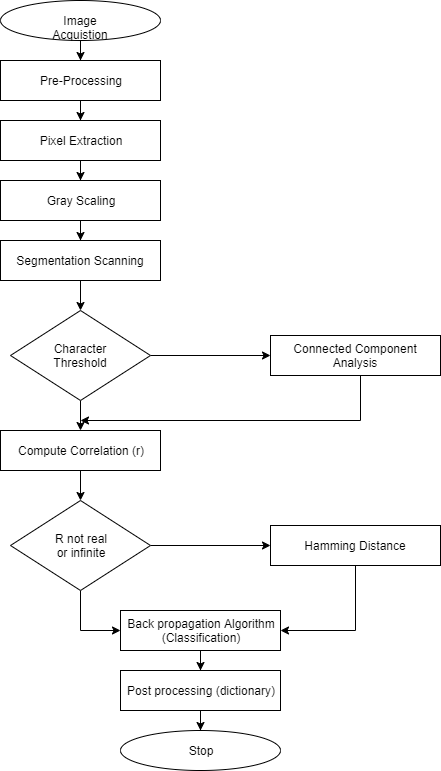 Image
Acquistion
Pre-Processing
Pixel Extraction
Gray Scaling
Segmentation Scanning
Character
Threshold
Connected Component
Analysis
Compute Correlation (r)
R not real
or infinite
Hamming Distance
Back propagation Algorithm
(Classification)
Post processing (dictionary)
Stop